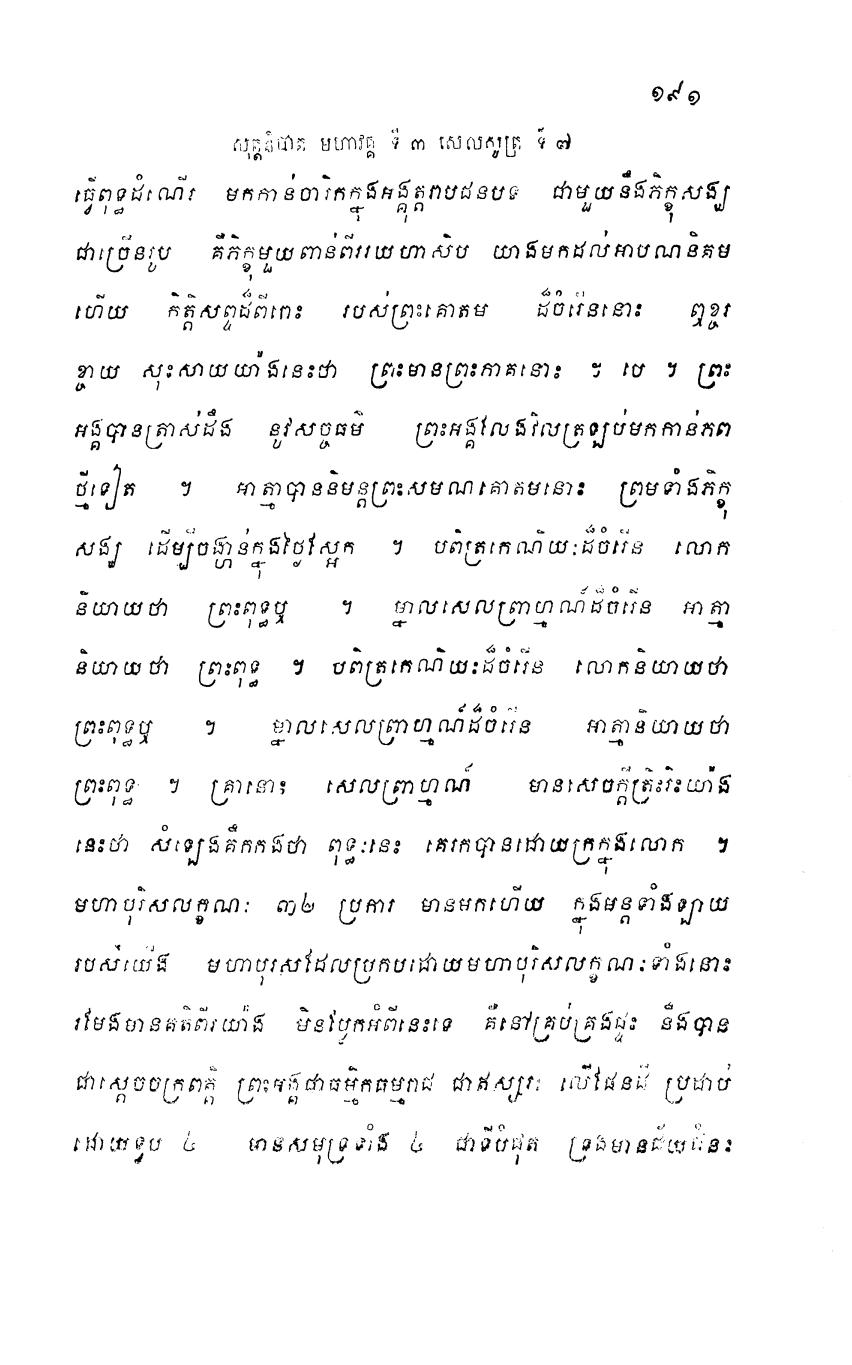 ១៩១
សុត្តនិបាត មហាវគ្គ ទី ៣ សេលសូត្រ ទី ៧
ធ្វើពុទ្ធដំណើរ មកកាន់ចារិកក្នុងអង្គុត្តរាបជនបទ ជាមួយនឹងភិក្ខុសង្ឃ
ជាច្រើនរូប គឺភិក្ខុមួយពាន់ពីររយហាសិប យាងមកដល់អាបណនិគម
ហើយ កិត្តិសព្ទដ៏ពីរោះ របស់ព្រះគោតម ដ៏ចំរើននោះ ឮខ្ចរ
ខ្ចាយ សុះសាយយ៉ាងនេះថា ព្រះមានព្រះភាគនោះ ។ បេ ។ ព្រះ
អង្គបានត្រាស់ដឹង នូវសច្ចធម៌ ព្រះអង្គលែងវិលត្រឡប់មកកាន់ភព
ថ្មីទៀត ។ អាត្មាបាននិមន្តព្រះសមណគោតមនោះ ព្រមទាំងភិក្ខុ
សង្ឃ ដើម្បីចង្ហាន់ក្នុងថ្ងៃស្អែក ។ បពិត្រកេណិយៈដ៏ចំរើន លោក
និយាយថា ព្រះពុទ្ធឬ ។ ម្នាលសេលព្រាហ្មណ៍ដ៏ចំរើន អាត្មា
និយាយថា ព្រះពុទ្ធ ។ បពិត្រកេណិយៈដ៏ចំរើន លោកនិយាយថា
ព្រះពុទ្ធឬ ។ ម្នាលសេលព្រាហ្មណ៍ដ៏ចំរើន អាត្មានិយាយថា
ព្រះពុទ្ធ ។ គ្រានោះ សេលព្រាហ្មណ៍ មានសេចក្តីត្រិះរិះយ៉ាង
នេះថា សំឡេងគឹកកងថា ពុទ្ធៈនេះ គេរកបានដោយក្រក្នុងលោក ។
មហាបុរិសលក្ខណៈ ៣២ ប្រការ មានមកហើយ ក្នុងមន្តទាំងឡាយ
របស់យើង មហាបុរសដែលប្រកបដោយមហាបុរិសលក្ខណៈទាំងនោះ
រមែងមានគតិពីរយ៉ាង មិនប្លែកអំពីនេះទេ គឺនៅគ្រប់គ្រងផ្ទះ នឹងបាន
ជាស្តេចចក្រពត្តិ ព្រះអង្គជាធម្មិកធម្មរាជ ជាឥស្សរៈ លើផែនដី ប្រដាប់
ដោយទ្វីប ៤ មានសមុទ្រទាំង ៤ ជាទីបំផុត ទ្រង់មានជ័យជំនះ